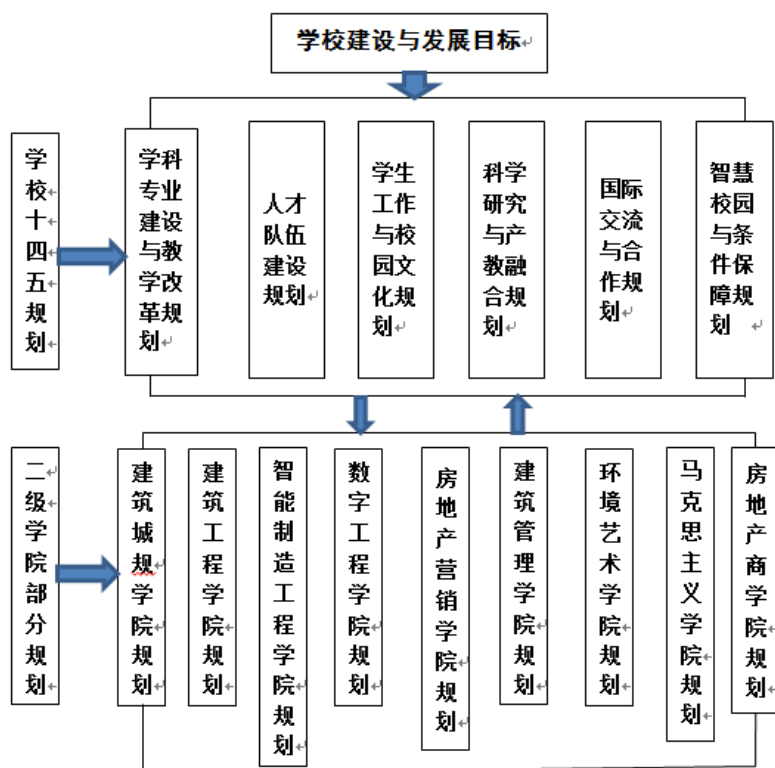 学校建设与发展目标
学校十四五规划
学科
专业
建设
与教
学改
革规
划
人才
队伍
建设
规划
学生
工作
与校
园文
化规
划
科学
研究
与产
教融
合规
划
国际
交流
与合
作规
划
智慧
校园
与条
件保
障规
划
二级学院部分规划
建筑城规学院规划
建筑工程学院规划
智能制造工程学院规划
数字工程学院规划
房地产营销学院规划
建筑管理学院规划
环境艺术学院规划
马克思主义学院规划
房地产商学院规划